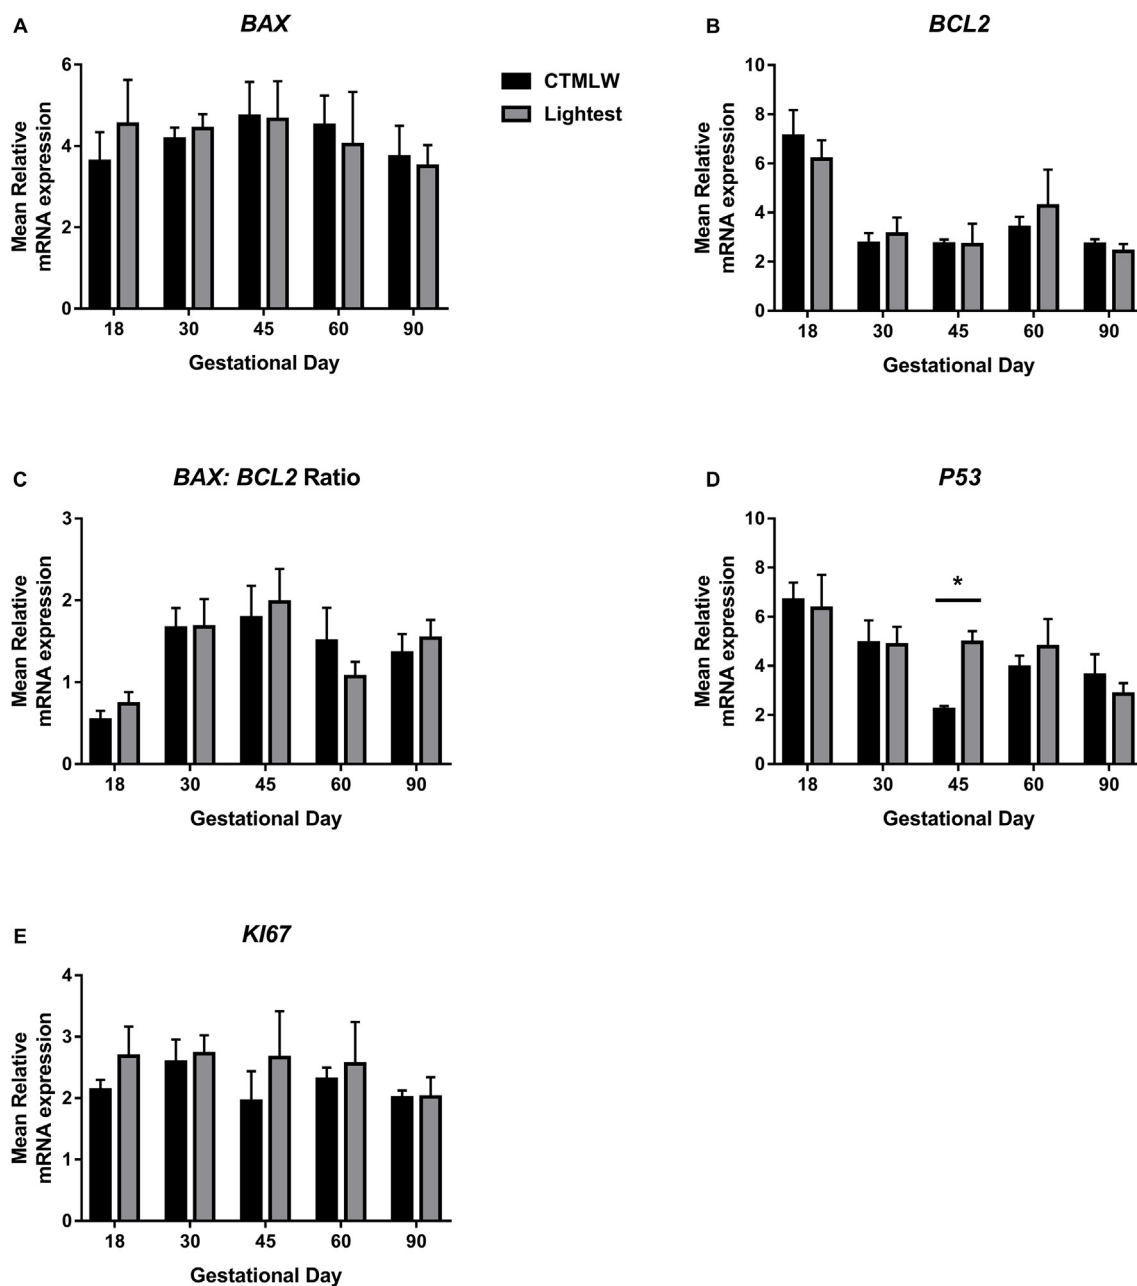 A
BAX
Mean Relative
mRNA expression
6
4
2
0
18 30 45 60 90
Gestational Day
CTMLW
Lightest
B
BCL2
Mean Relative
mRNA expression
10
8
6
4
2
0
18 30 45 60 90
Gestational Day
C
BAX: BCL2 Ratio
Mean Relative
mRNA expression
3
2
1
0
18 30 45 60 90
Gestational Day
D
P53
Mean Relative
mRNA expression
10
8
6
4
2
0
*
18 30 45 60 90
Gestational Day
E
KI67
Mean Relative
mRNA expression
4
3
2
1
0
18 30 45 60 90
Gestational Day